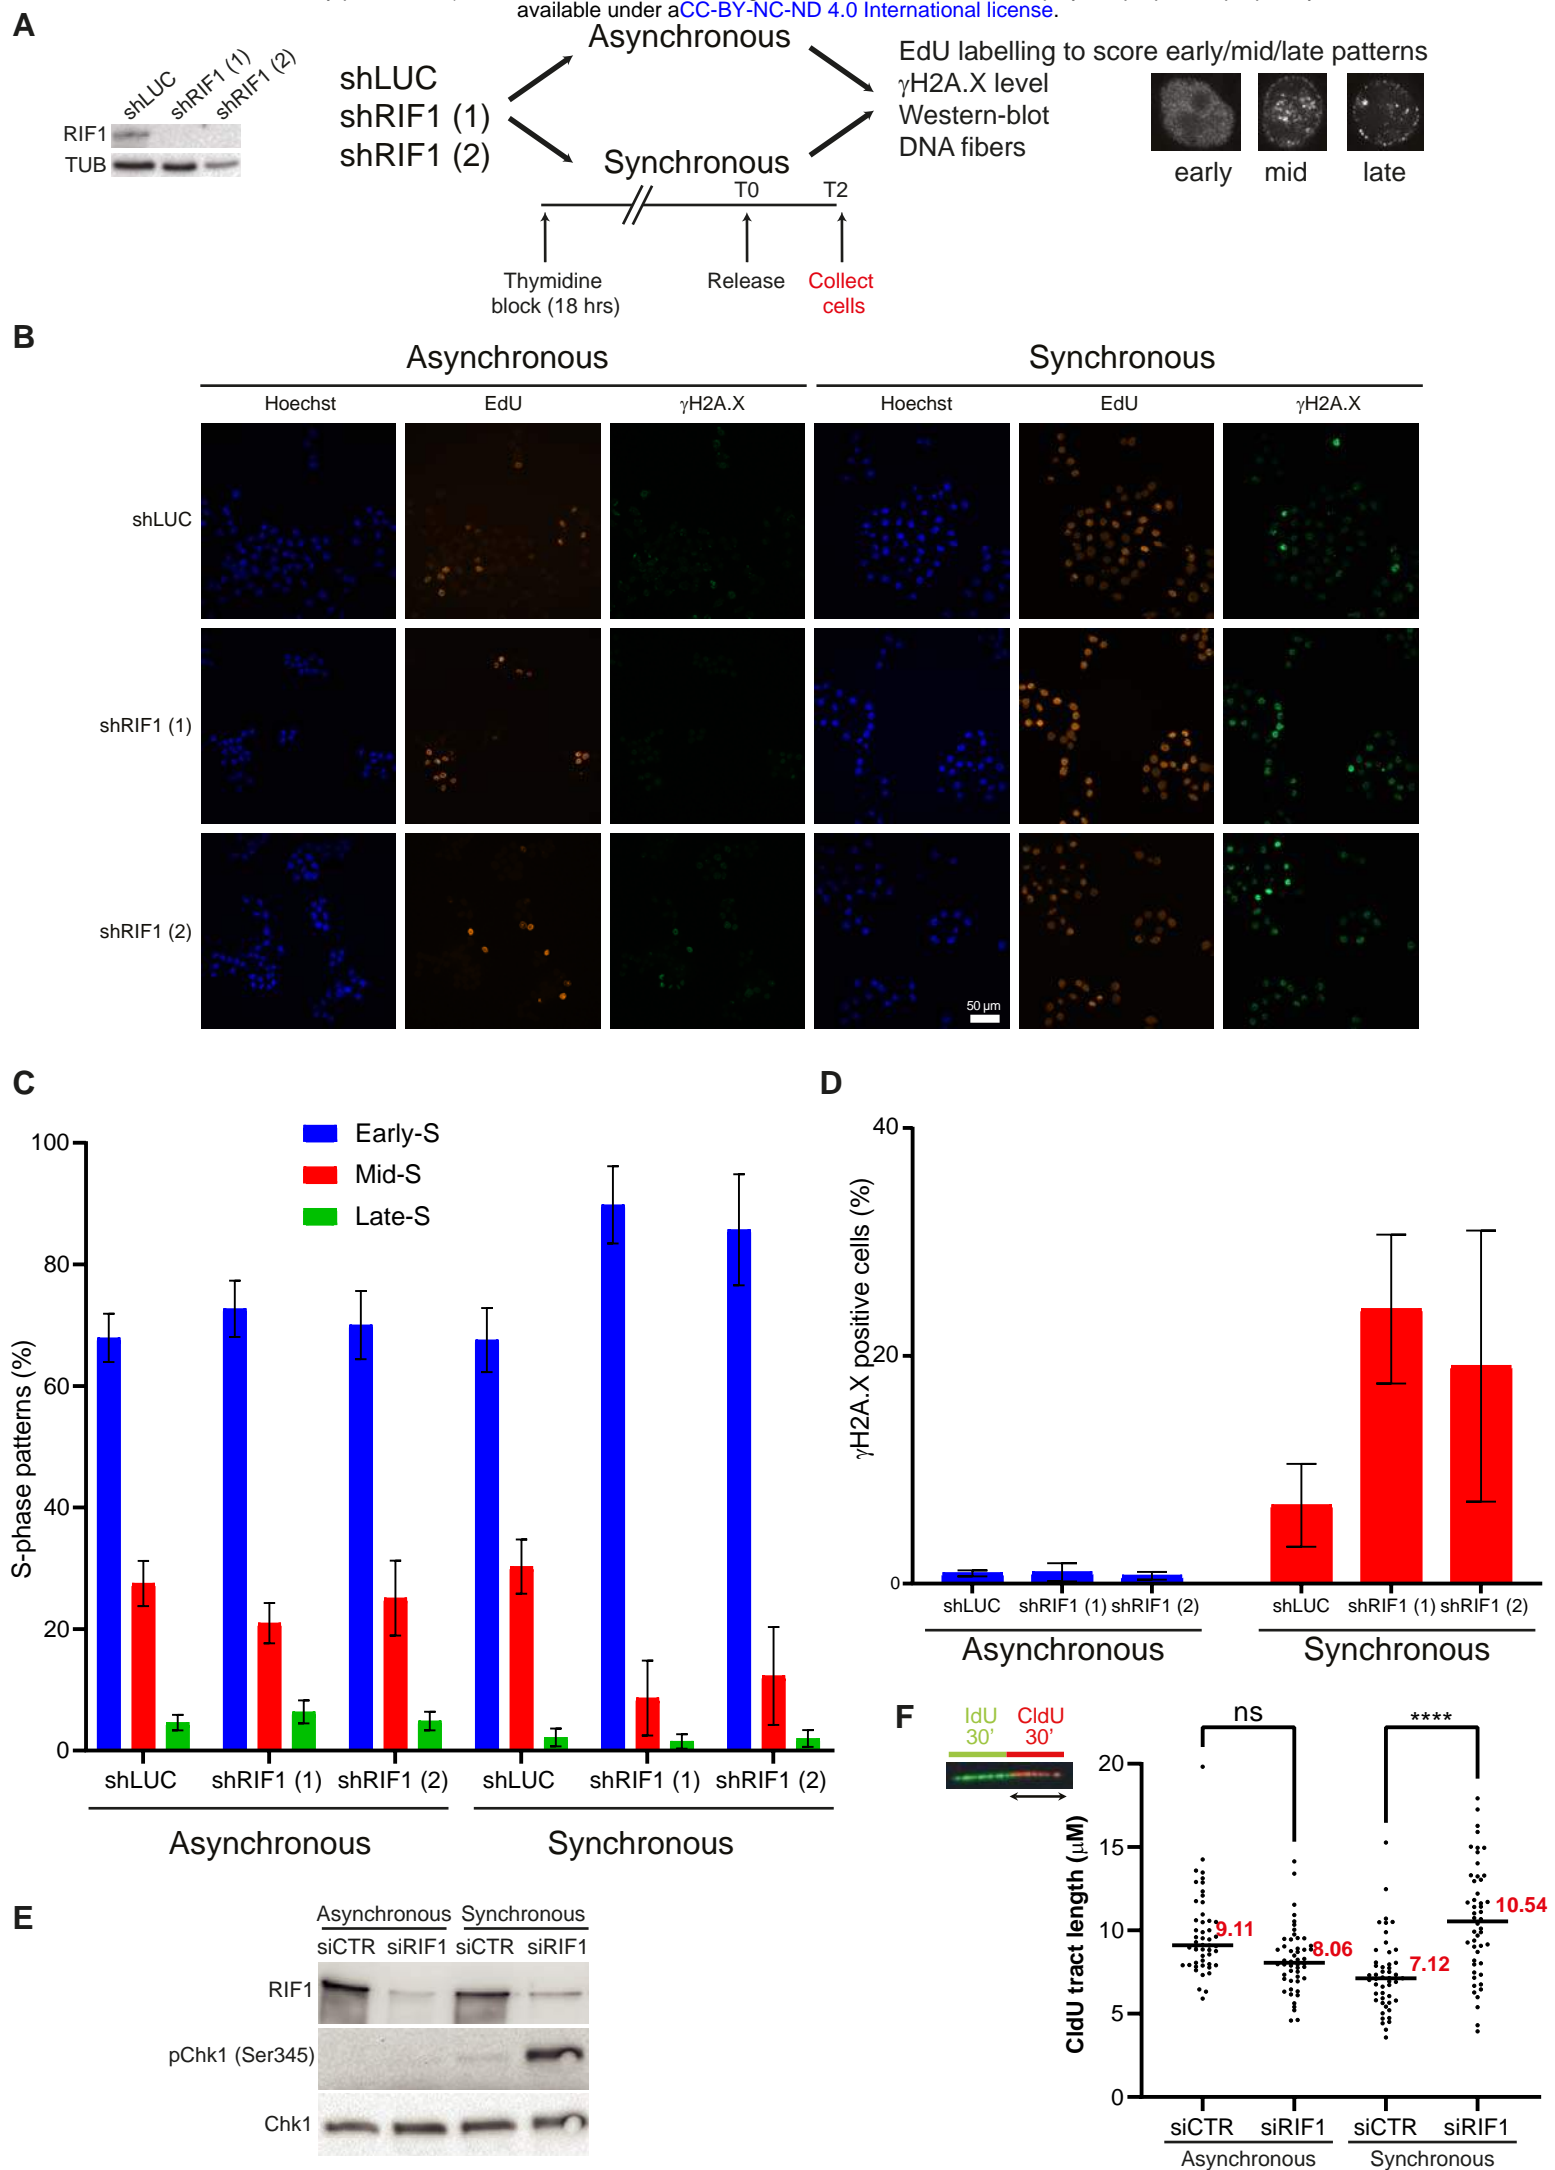 available under aCC-BY-NC-ND 4.0 International license.
A
shLUC
shRIF1 (1)
shRIF1 (2)
RIF1
TUB
shLUC
shRIF1 (1)
shRIF1 (2)
Asynchronous
Synchronous
T0
T2
Thymidine
block (18 hrs)
Release
Collect
cells
EdU labelling to score early/mid/late patterns
γH2A.X level
Western-blot
DNA fibers
early
mid
late
B
Asynchronous
Synchronous
Hoechst
EdU
γH2A.X
Hoechst
EdU
γH2A.X
shLUC
shRIF1 (1)
shRIF1 (2)
50 µm
C
Early-S
Mid-S
Late-S
S-phase patterns (%)
100
80
60
40
20
0
shLUC
shRIF1 (1)
shRIF1 (2)
shLUC
shRIF1 (1)
shRIF1 (2)
Asynchronous
Synchronous
D
γH2A.X positive cells (%)
40
20
0
shLUC
shRIF1 (1)
shRIF1 (2)
shLUC
shRIF1 (1)
shRIF1 (2)
Asynchronous
Synchronous
E
Asynchronous
Synchronous
siCTR
siRIF1
siCTR
siRIF1
RIF1
pChk1 (Ser345)
Chk1
F
IdU
30'
CldU
30'
ns
****
CldU tract length (µM)
20
15
10
5
0
9.11
8.06
7.12
10.54
siCTR
siRIF1
siCTR
siRIF1
Asynchronous
Synchronous